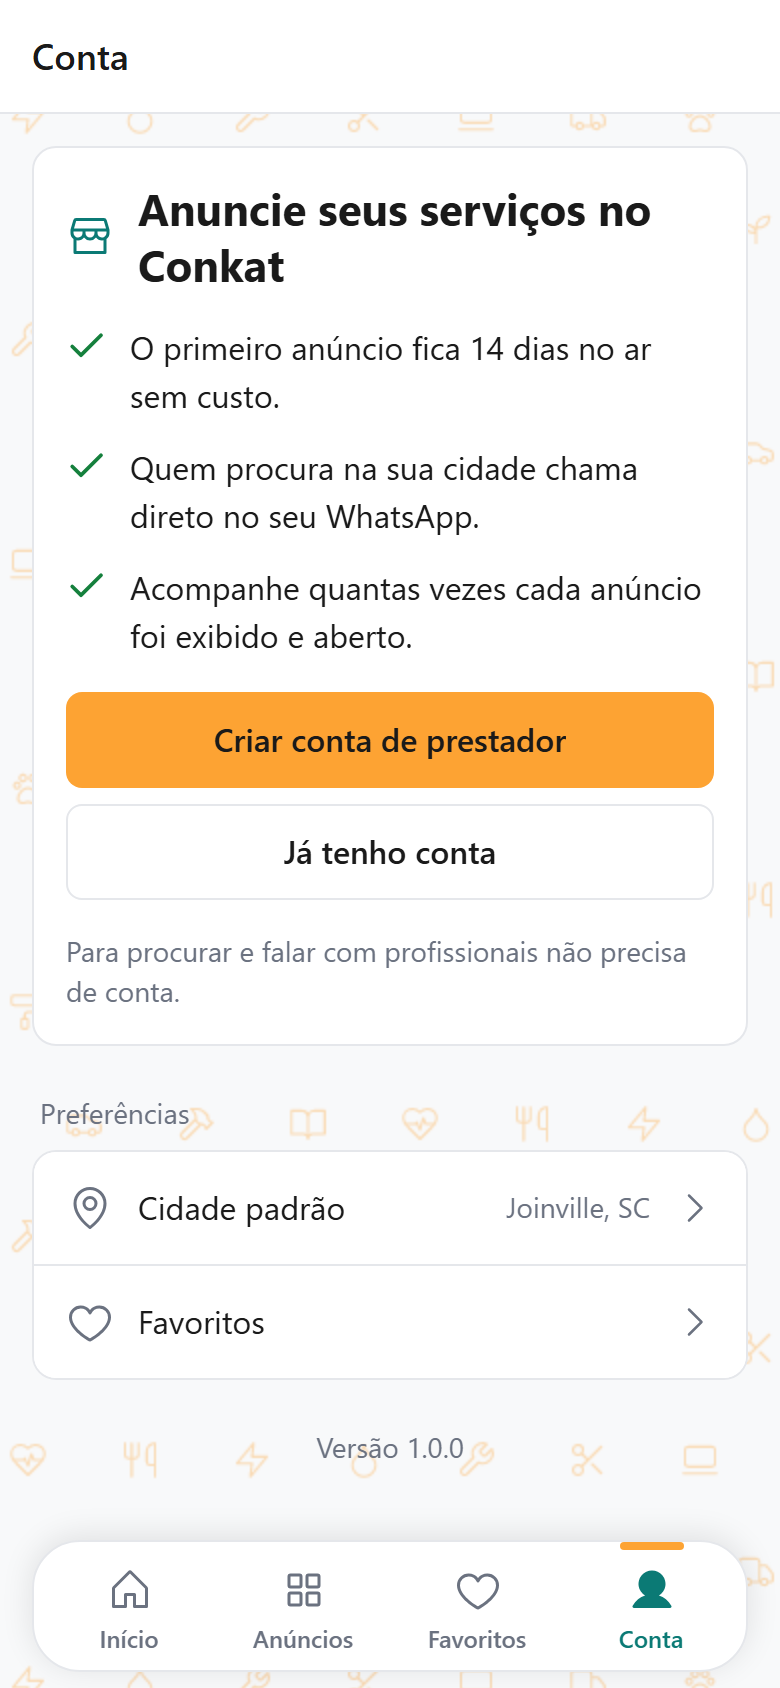 Conta
Anuncie seus serviços no
Conkat
O primeiro anúncio fica 14 dias no ar
sem custo.
Quem procura na sua cidade chama
direto no seu WhatsApp.
Acompanhe quantas vezes cada anúncio
foi exibido e aberto.
Criar conta de prestador
Já tenho conta
Para procurar e falar com profissionais não precisa
de conta.
Preferências
Cidade padrão Joinville, SC
Favoritos
Versão 1.0.0
Início Anúncios Favoritos Conta